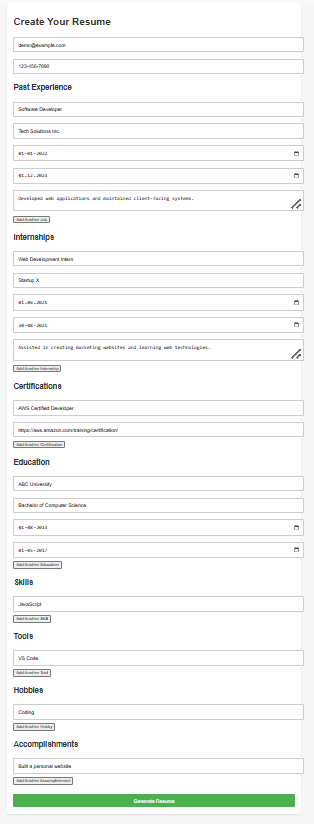 Create Your Resume
demo@example.com
123-456-7890
Past Experience
Software Developer
Tech Solutions Inc.
01-01-2022
01-12-2023
Developed web applications and maintained client-facing systems.
Add Another Job
Internships
Web Development Intern
Startup X
01-06-2021
30-08-2021
Assisted in creating marketing websites and learning web technologies.
Add Another Internship
Certifications
AWS Certified Developer
https://aws.amazon.com/training/certification/
Add Another Certification
Education
ABC University
Bachelor of Computer Science
01-08-2013
01-05-2017
Add Another Education
Skills
JavaScript
Add Another Skill
Tools
VS Code
Add Another Tool
Hobbies
Coding
Add Another Hobby
Accomplishments
Built a personal website
Add Another Accomplishment
Generate Resume